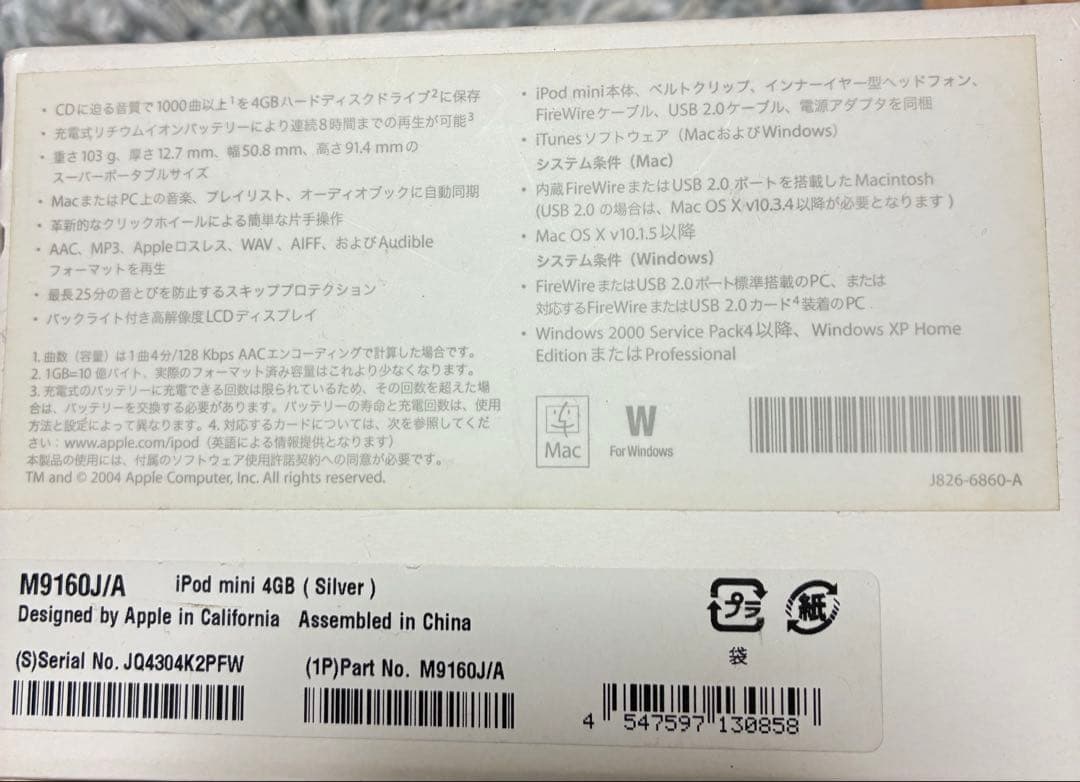 • CDに迫る音質で1000曲以上¹を4GBハードディスクドライブ²に保存
• 充電式リチウムイオンバッテリーにより連続8時間までの再生が可能³
• 重さ103 g、厚さ12.7 mm、幅50.8 mm、高さ91.4 mmの
スーパーポータブルサイズ
• MacまたはPC上の音楽、プレイリスト、オーディオブックに自動同期
• 革新的なクリックホイールによる簡単な片手操作
• AAC、MP3、Appleロスレス、WAV 、AIFF、およびAudible
フォーマットを再生
• 最長25分の音とびを防止するスキッププロテクション
• バックライト付き高解像度LCDディスプレイ
1. 曲数（容量）は1曲4分/128 Kbps AACエンコーディングで計算した場合です。
2. 1GB=10 億バイト、実際のフォーマット済み容量はこれより少なくなります。
3. 充電式のバッテリーに充電できる回数は限られているため、その回数を超えた場
合は、バッテリーを交換する必要があります。バッテリーの寿命と充電回数は、使用
方法と設定によって異なります。4. 対応するカードについては、次を参照してくだ
さい：www.apple.com/ipod（英語による情報提供となります）
本製品の使用には、付属のソフトウェア使用許諾契約への同意が必要です。
TM and © 2004 Apple Computer, Inc. All rights reserved.
• iPod mini本体、ベルトクリップ、インナーイヤー型ヘッドフォン、
FireWireケーブル、USB 2.0ケーブル、電源アダプタを同梱
• iTunesソフトウェア（MacおよびWindows）
システム条件（Mac）
• 内蔵FireWireまたはUSB 2.0 ポートを搭載したMacintosh
(USB 2.0 の場合は、Mac OS X v10.3.4以降が必要となります )
• Mac OS X v10.1.5以降
システム条件（Windows）
• FireWireまたはUSB 2.0ポート標準搭載のPC、または
対応するFireWireまたはUSB 2.0カード⁴装着のPC
• Windows 2000 Service Pack4以降、Windows XP Home
Edition またはProfessional
Mac
W
For Windows
J826-6860-A
M9160J/A iPod mini 4GB ( Silver )
Designed by Apple in California Assembled in China
(S)Serial No. JQ4304K2PFW
(1P)Part No. M9160J/A
プラ
紙
袋
4 547597 130858